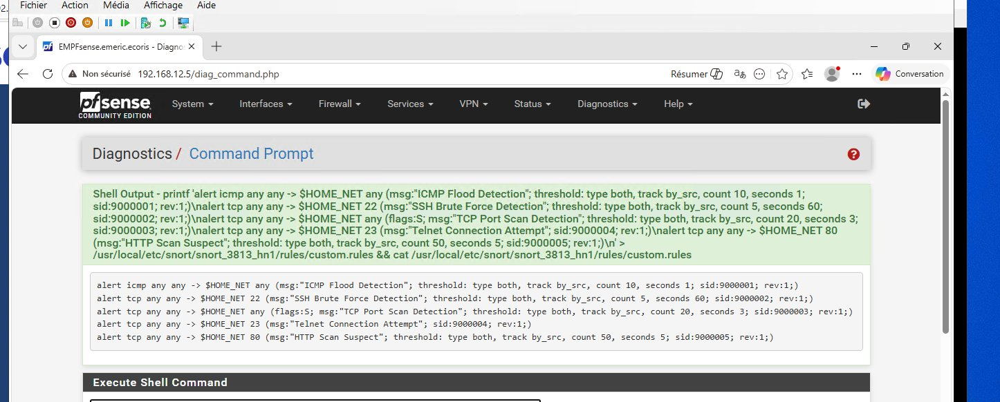 Fichier Action Média Affichage Aide
EMPFsense.emeric.ecoris - Diagno
Non sécurisé 192.168.12.5/diag_command.php Résumer Conversation
pfsense System Interfaces Firewall Services VPN Status Diagnostics Help
COMMUNITY EDITION
Diagnostics / Command Prompt
Shell Output - printf 'alert icmp any any -> $HOME_NET any (msg:"ICMP Flood Detection"; threshold: type both, track by_src, count 10, seconds 1;
sid:9000001; rev:1;)\nalert tcp any any -> $HOME_NET 22 (msg:"SSH Brute Force Detection"; threshold: type both, track by_src, count 5, seconds 60;
sid:9000002; rev:1;)\nalert tcp any any -> $HOME_NET any (flags:S; msg:"TCP Port Scan Detection"; threshold: type both, track by_src, count 20, seconds 3;
sid:9000003; rev:1;)\nalert tcp any any -> $HOME_NET 23 (msg:"Telnet Connection Attempt"; sid:9000004; rev:1;)\nalert tcp any any -> $HOME_NET 80
(msg:"HTTP Scan Suspect"; threshold: type both, track by_src, count 50, seconds 5; sid:9000005; rev:1;)\n' >
/usr/local/etc/snort/snort_3813_hn1/rules/custom.rules && cat /usr/local/etc/snort/snort_3813_hn1/rules/custom.rules
alert icmp any any -> $HOME_NET any (msg:"ICMP Flood Detection"; threshold: type both, track by_src, count 10, seconds 1; sid:9000001; rev:1;)
alert tcp any any -> $HOME_NET 22 (msg:"SSH Brute Force Detection"; threshold: type both, track by_src, count 5, seconds 60; sid:9000002; rev:1;)
alert tcp any any -> $HOME_NET any (flags:S; msg:"TCP Port Scan Detection"; threshold: type both, track by_src, count 20, seconds 3; sid:9000003; rev:1;)
alert tcp any any -> $HOME_NET 23 (msg:"Telnet Connection Attempt"; sid:9000004; rev:1;)
alert tcp any any -> $HOME_NET 80 (msg:"HTTP Scan Suspect"; threshold: type both, track by_src, count 50, seconds 5; sid:9000005; rev:1;)
Execute Shell Command